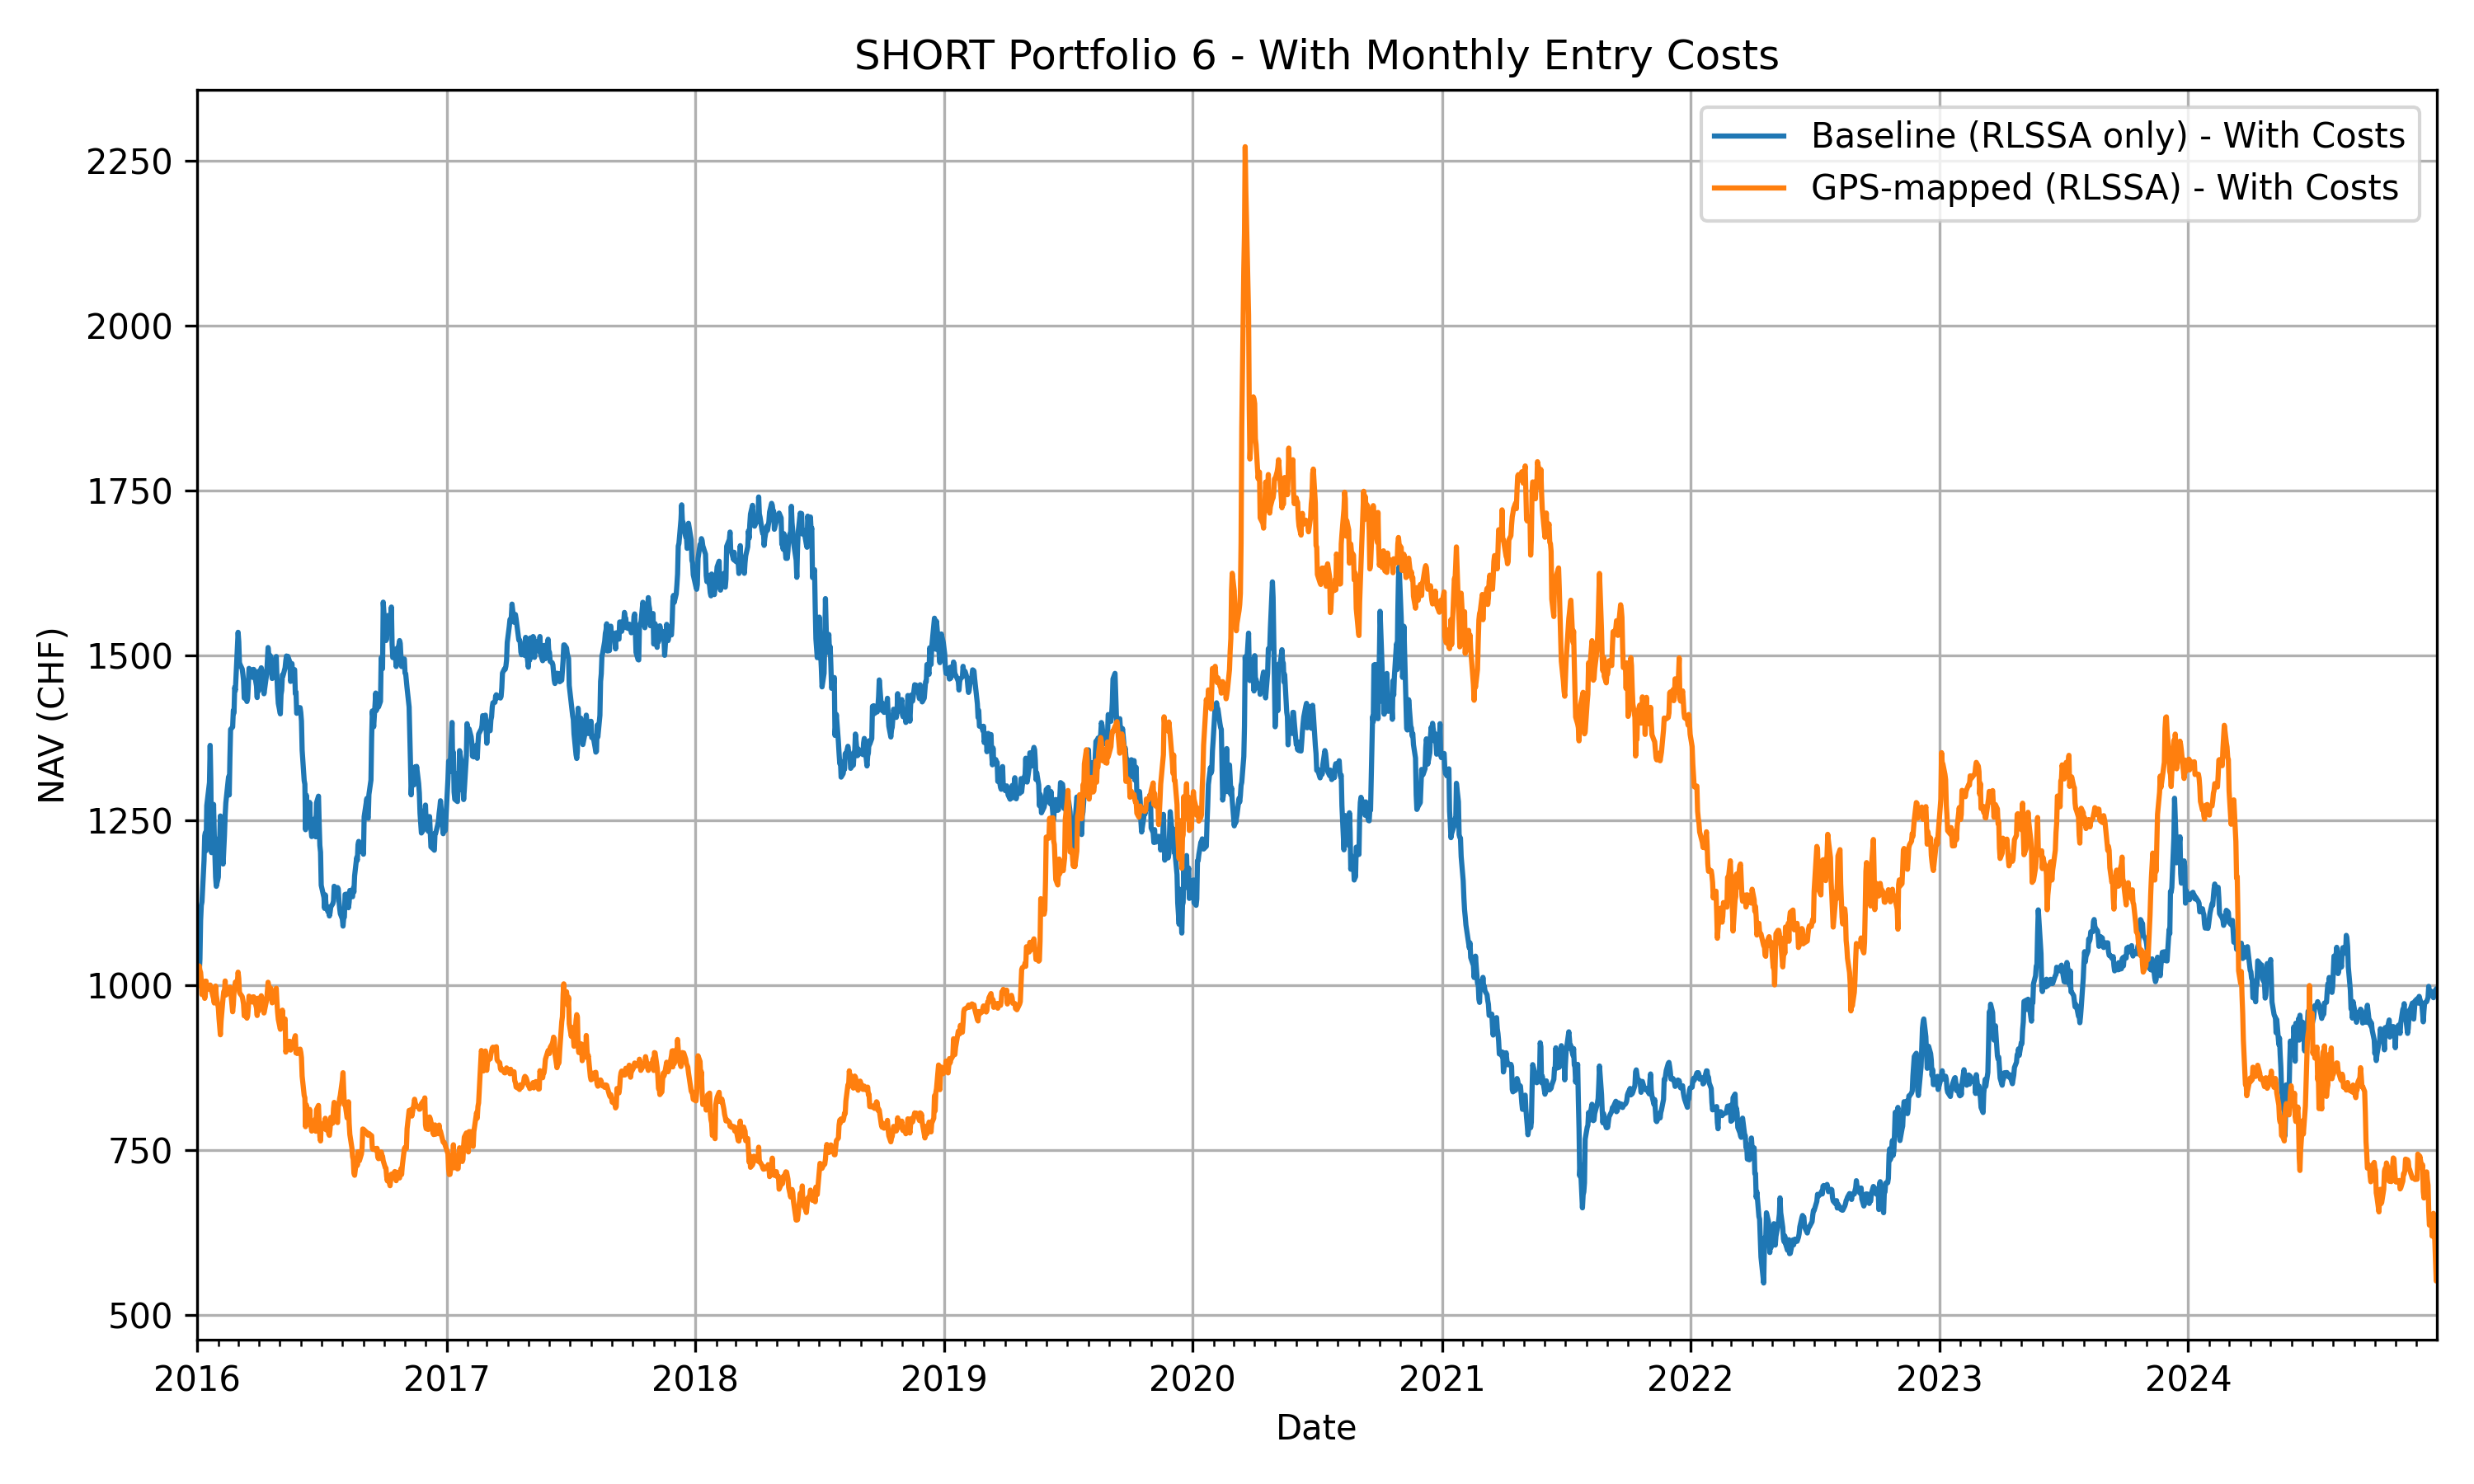 SHORT Portfolio 6 - With Monthly Entry Costs
Baseline (RLSSA only) - With Costs
GPS-mapped (RLSSA) - With Costs
NAV (CHF)
2250
2000
1750
1500
1250
1000
750
500
2016 2017 2018 2019 2020 2021 2022 2023 2024
Date